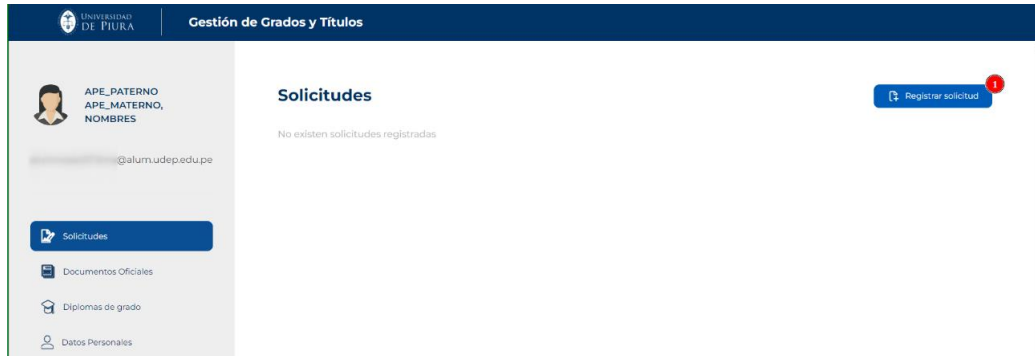 UNIVERSIDAD
DE PIURA
Gestión de Grados y Títulos
APE_PATERNO
APE_MATERNO,
NOMBRES
@alum.udep.edu.pe
Solicitudes
Documentos Oficiales
Diplomas de grado
Datos Personales
Solicitudes
1
Registrar solicitud
No existen solicitudes registradas